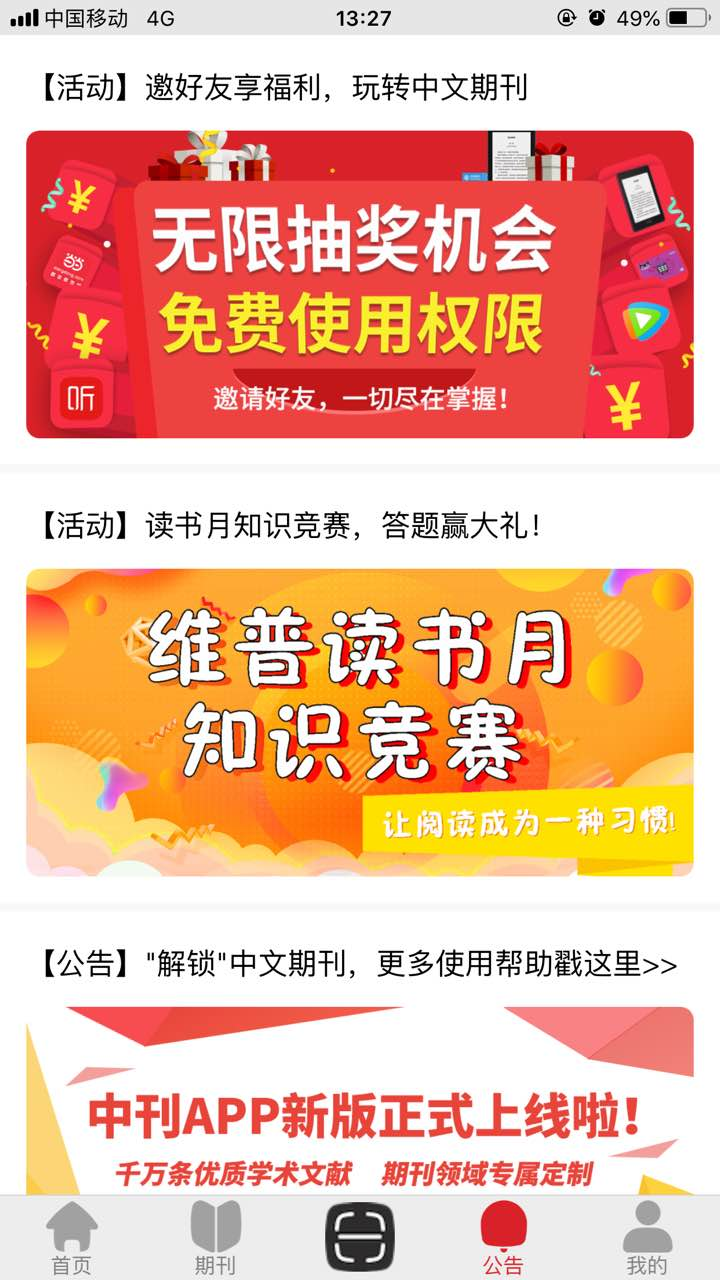 中国移动 4G 13:27 49%
【活动】邀好友享福利，玩转中文期刊
无限抽奖机会
免费使用权限
邀请好友，一切尽在掌握！
当当
听
【活动】读书月知识竞赛，答题赢大礼！
维普读书月
知识竞赛
让阅读成为一种习惯！
【公告】"解锁"中文期刊，更多使用帮助戳这里>>
中刊APP新版正式上线啦！
千万条优质学术文献 期刊领域专属定制
首页 期刊 公告 我的